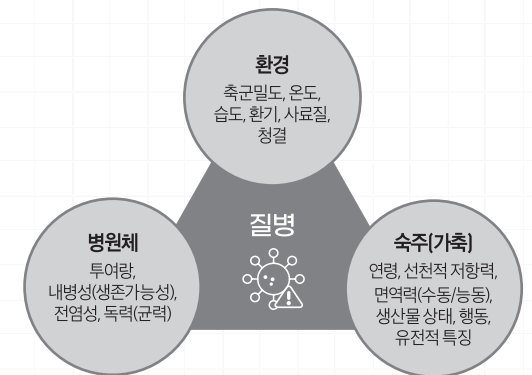 환경
축군밀도, 온도,
습도, 환기, 사료질,
청결
질병
병원체
투여랑,
내병성(생존가능성),
전염성, 독력(균력)
숙주(가축)
연령, 선천적 저항력,
면역력(수동/능동),
생산물 상태, 행동,
유전적 특징